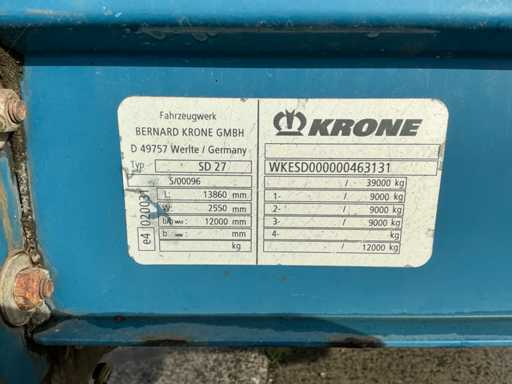 Fahrzeugwerk
BERNARD KRONE GMBH
D 49757 Werlte / Germany
Typ SD 27
S/00096
L: 13860 mm
W: 2550 mm
12000 mm
b mm
kg
e4 020031
KRONE
WKESD000000463131
/ 39000 kg
1- / 9000 kg
2- / 9000 kg
3- / 9000 kg
4- /
/ 12000 kg